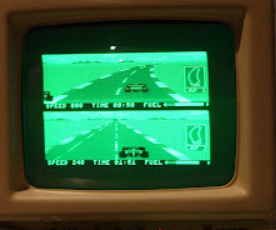 SPEED 000 TIME 00:50 FUEL
SPEED 240 TIME 01:51 FUEL